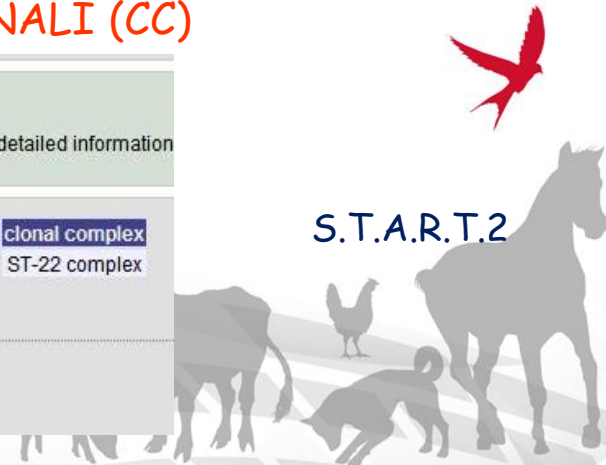 NALI (CC)
detailed information
clonal complex
ST-22 complex
S.T.A.R.T.2